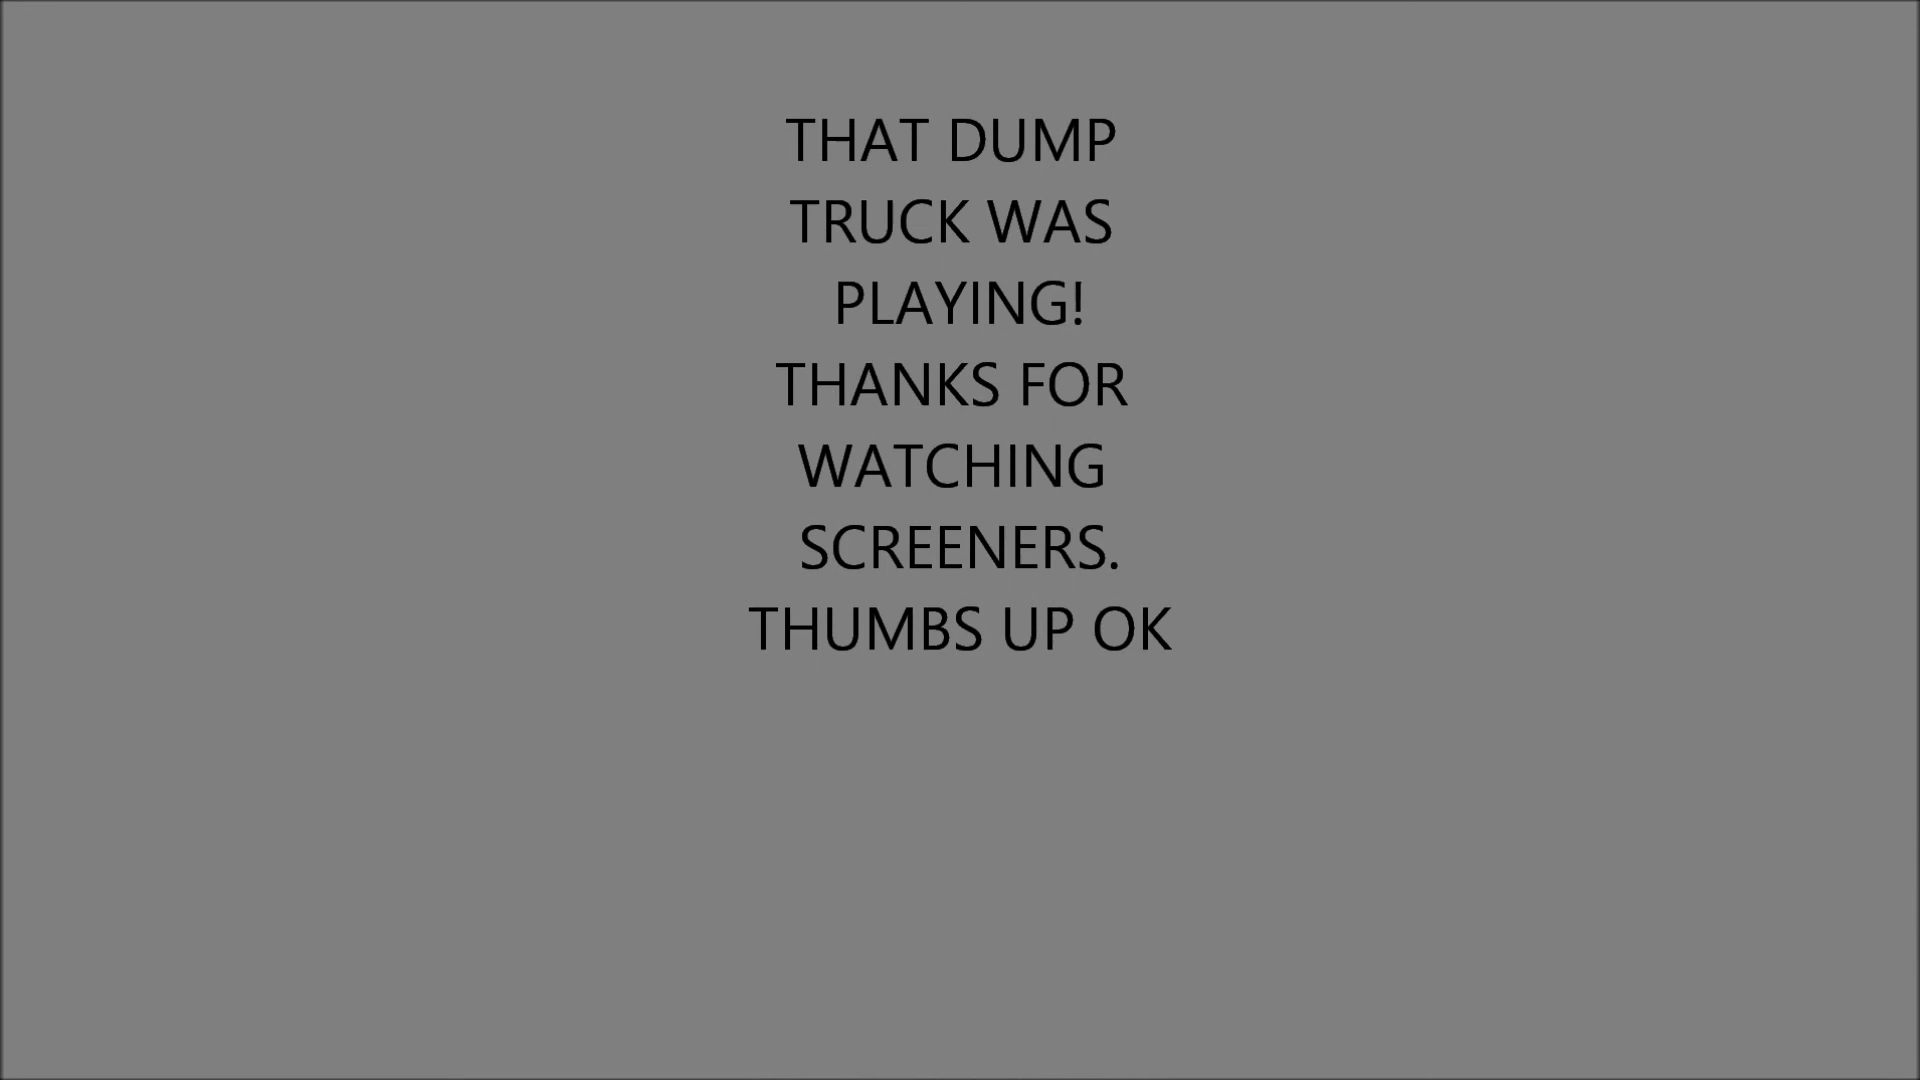 THAT DUMP
TRUCK WAS
PLAYING!
THANKS FOR
WATCHING
SCREENERS.
THUMBS UP OK